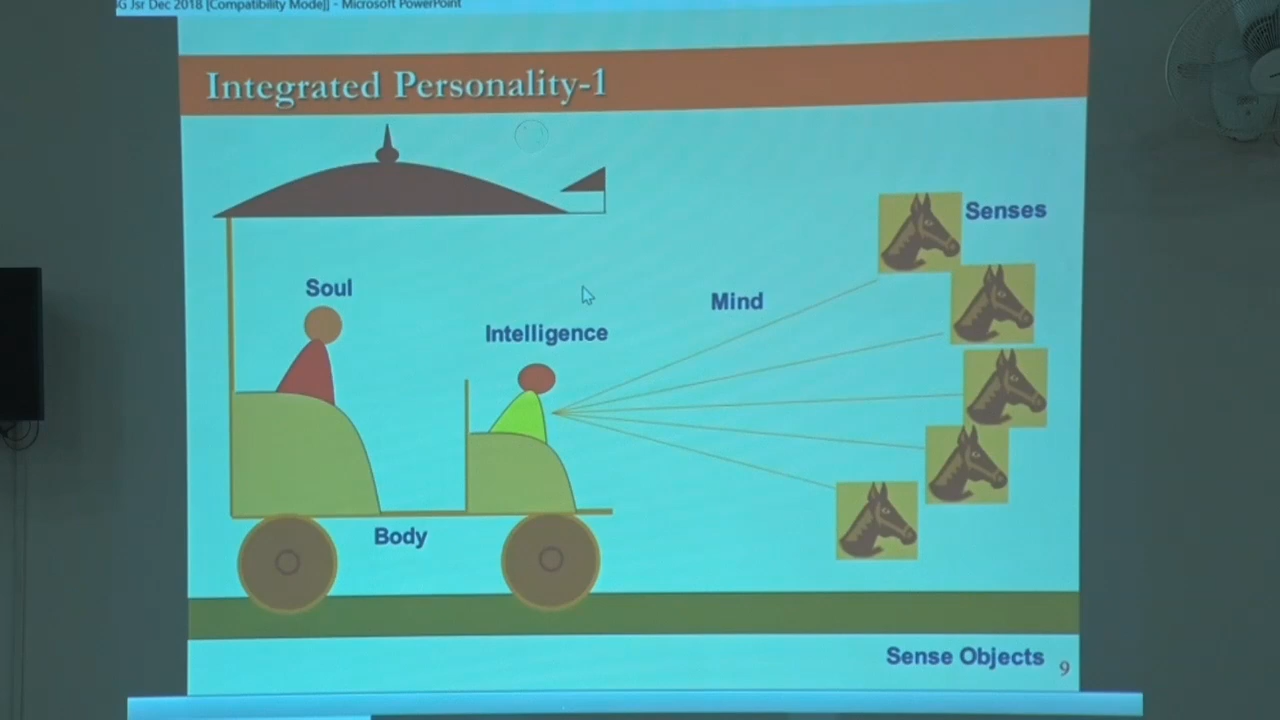 G Jsr Dec 2018 [Compatibility Mode]] - Microsoft PowerPoint
Integrated Personality-1
Senses
Soul
Mind
Intelligence
Body
Sense Objects
9